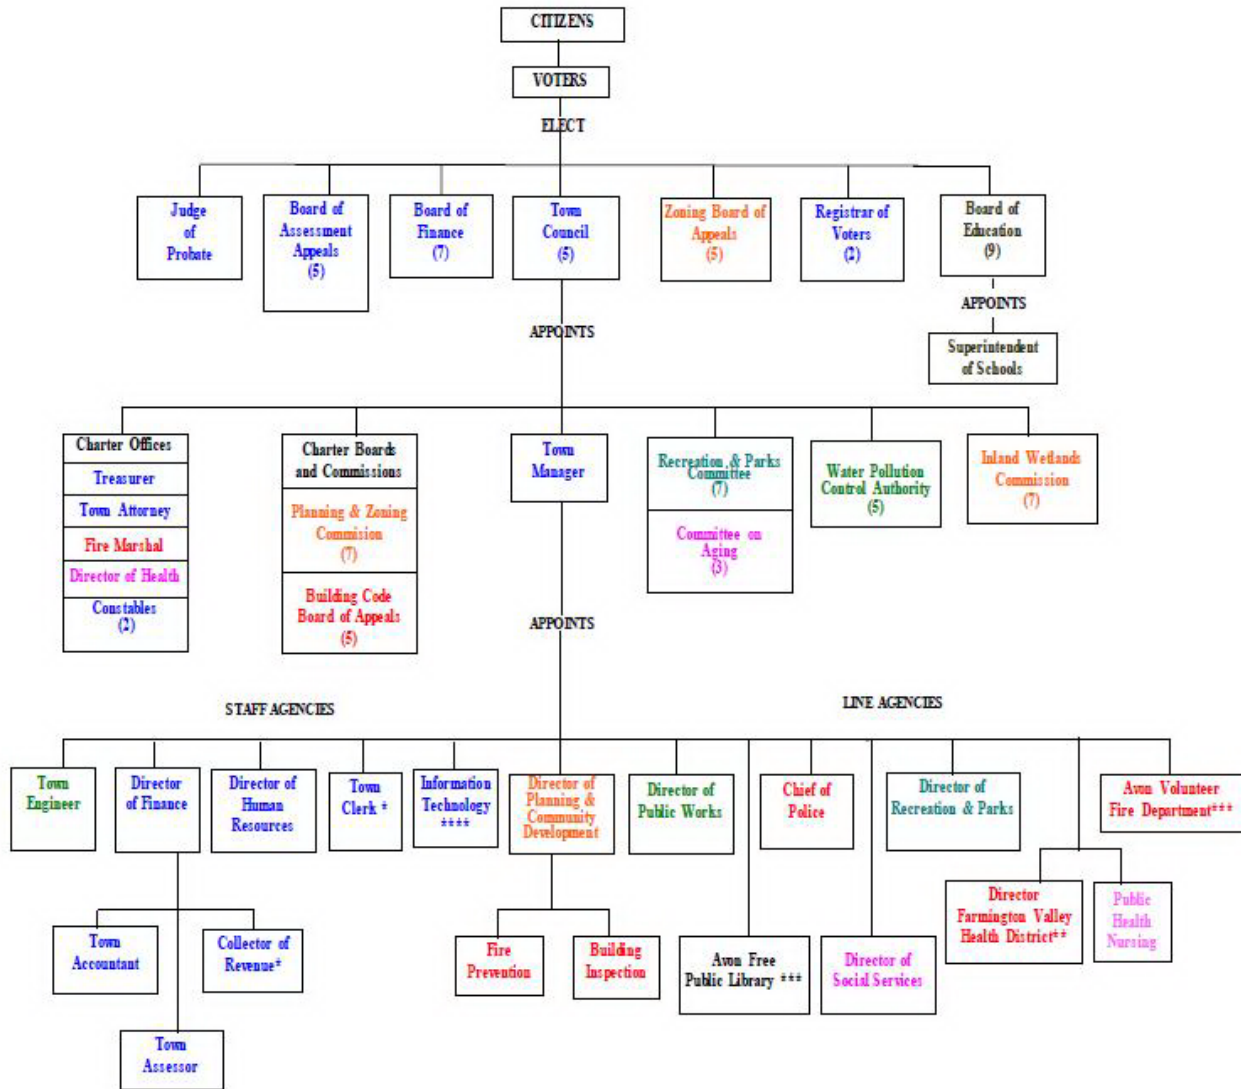 CITIZENS
VOTERS
ELECT
Judge
of
Probate
Board of
Assessment
Appeals
(5)
Board of
Finance
(7)
Town
Council
(5)
Zoning Board of
Appeals
(5)
Registrar of
Voters
(2)
Board of
Education
(9)
APPOINTS
Superintendent
of Schools
APPOINTS
Charter Offices
Treasurer
Town Attorney
Fire Marshal
Director of Health
Constables
(2)
Charter Boards
and Commissions
Planning & Zoning
Commision
(7)
Building Code
Board of Appeals
(5)
Town
Manager
Recreation & Parks
Committee
(7)
Committee on
Aging
(3)
Water Pollution
Control Authority
(5)
Inland Wetlands
Commission
(7)
APPOINTS
STAFF AGENCIES
LINE AGENCIES
Town
Engineer
Director
of Finance
Director of
Human
Resources
Town
Clerk *
Information
Technology
****
Director of
Planning &
Community
Development
Director of
Public Works
Chief of
Police
Director of
Recreation & Parks
Avon Volunteer
Fire Department***
Town
Accountant
Collector of
Revenue*
Town
Assessor
Fire
Prevention
Building
Inspection
Avon Free
Public Library ***
Director of
Social Services
Director
Farmington Valley
Health District**
Public
Health
Nursing